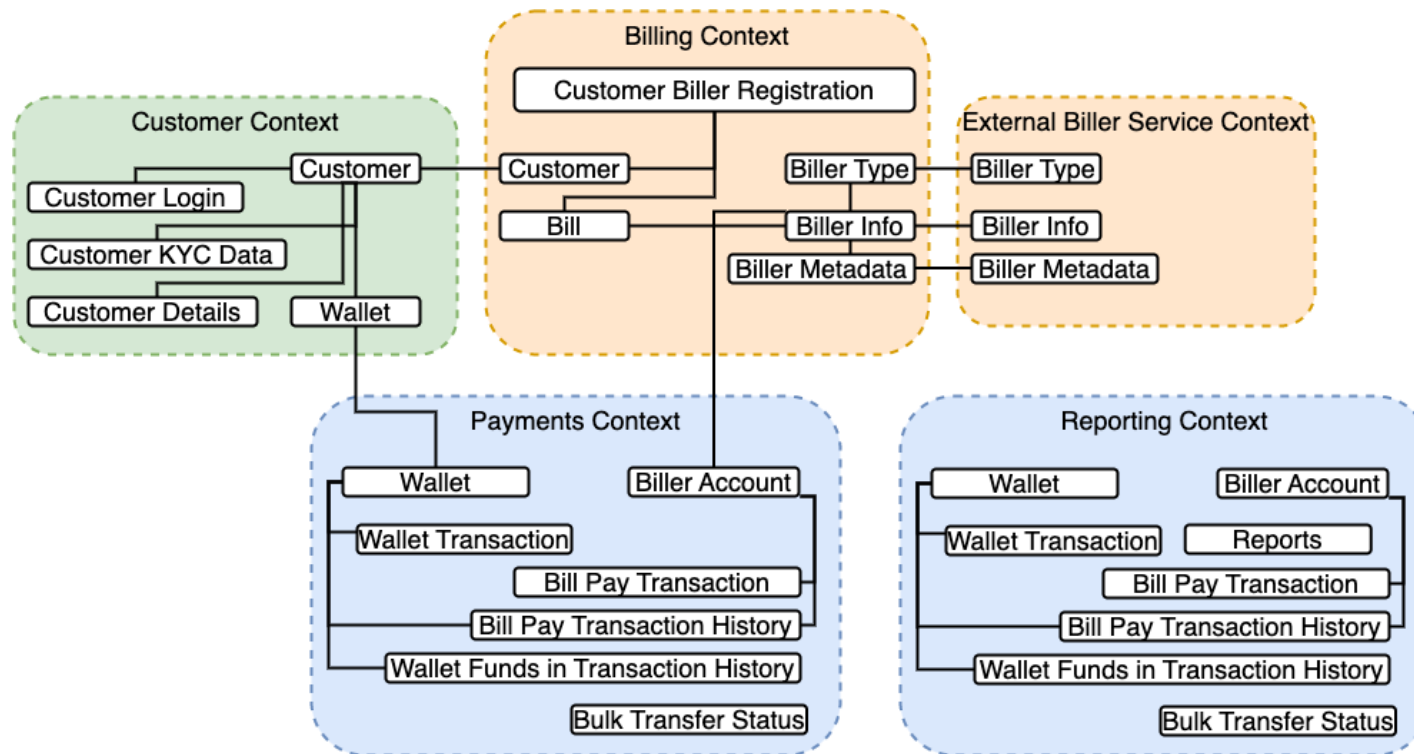 Billing Context
Customer Biller Registration
Customer
Biller Type
Bill
Biller Info
Biller Metadata
Customer Context
Customer
Customer Login
Customer KYC Data
Customer Details
Wallet
External Biller Service Context
Biller Type
Biller Info
Biller Metadata
Payments Context
Wallet
Biller Account
Wallet Transaction
Bill Pay Transaction
Bill Pay Transaction History
Wallet Funds in Transaction History
Bulk Transfer Status
Reporting Context
Wallet
Biller Account
Wallet Transaction
Reports
Bill Pay Transaction
Bill Pay Transaction History
Wallet Funds in Transaction History
Bulk Transfer Status